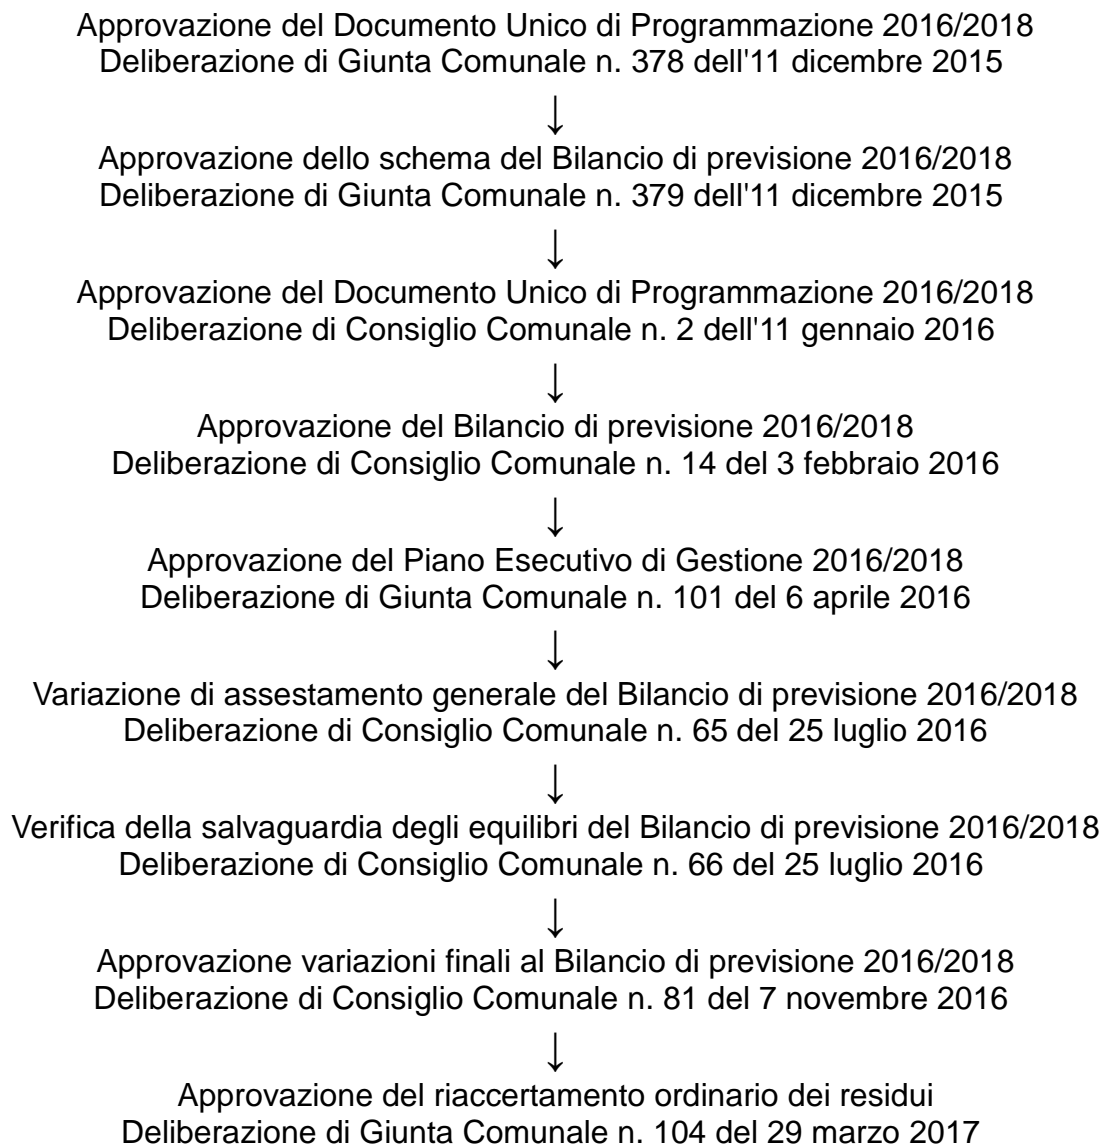 Approvazione del Documento Unico di Programmazione 2016/2018
Deliberazione di Giunta Comunale n. 378 dell'11 dicembre 2015
↓
Approvazione dello schema del Bilancio di previsione 2016/2018
Deliberazione di Giunta Comunale n. 379 dell'11 dicembre 2015
↓
Approvazione del Documento Unico di Programmazione 2016/2018
Deliberazione di Consiglio Comunale n. 2 dell'11 gennaio 2016
↓
Approvazione del Bilancio di previsione 2016/2018
Deliberazione di Consiglio Comunale n. 14 del 3 febbraio 2016
↓
Approvazione del Piano Esecutivo di Gestione 2016/2018
Deliberazione di Giunta Comunale n. 101 del 6 aprile 2016
↓
Variazione di assestamento generale del Bilancio di previsione 2016/2018
Deliberazione di Consiglio Comunale n. 65 del 25 luglio 2016
↓
Verifica della salvaguardia degli equilibri del Bilancio di previsione 2016/2018
Deliberazione di Consiglio Comunale n. 66 del 25 luglio 2016
↓
Approvazione variazioni finali al Bilancio di previsione 2016/2018
Deliberazione di Consiglio Comunale n. 81 del 7 novembre 2016
↓
Approvazione del riaccertamento ordinario dei residui
Deliberazione di Giunta Comunale n. 104 del 29 marzo 2017